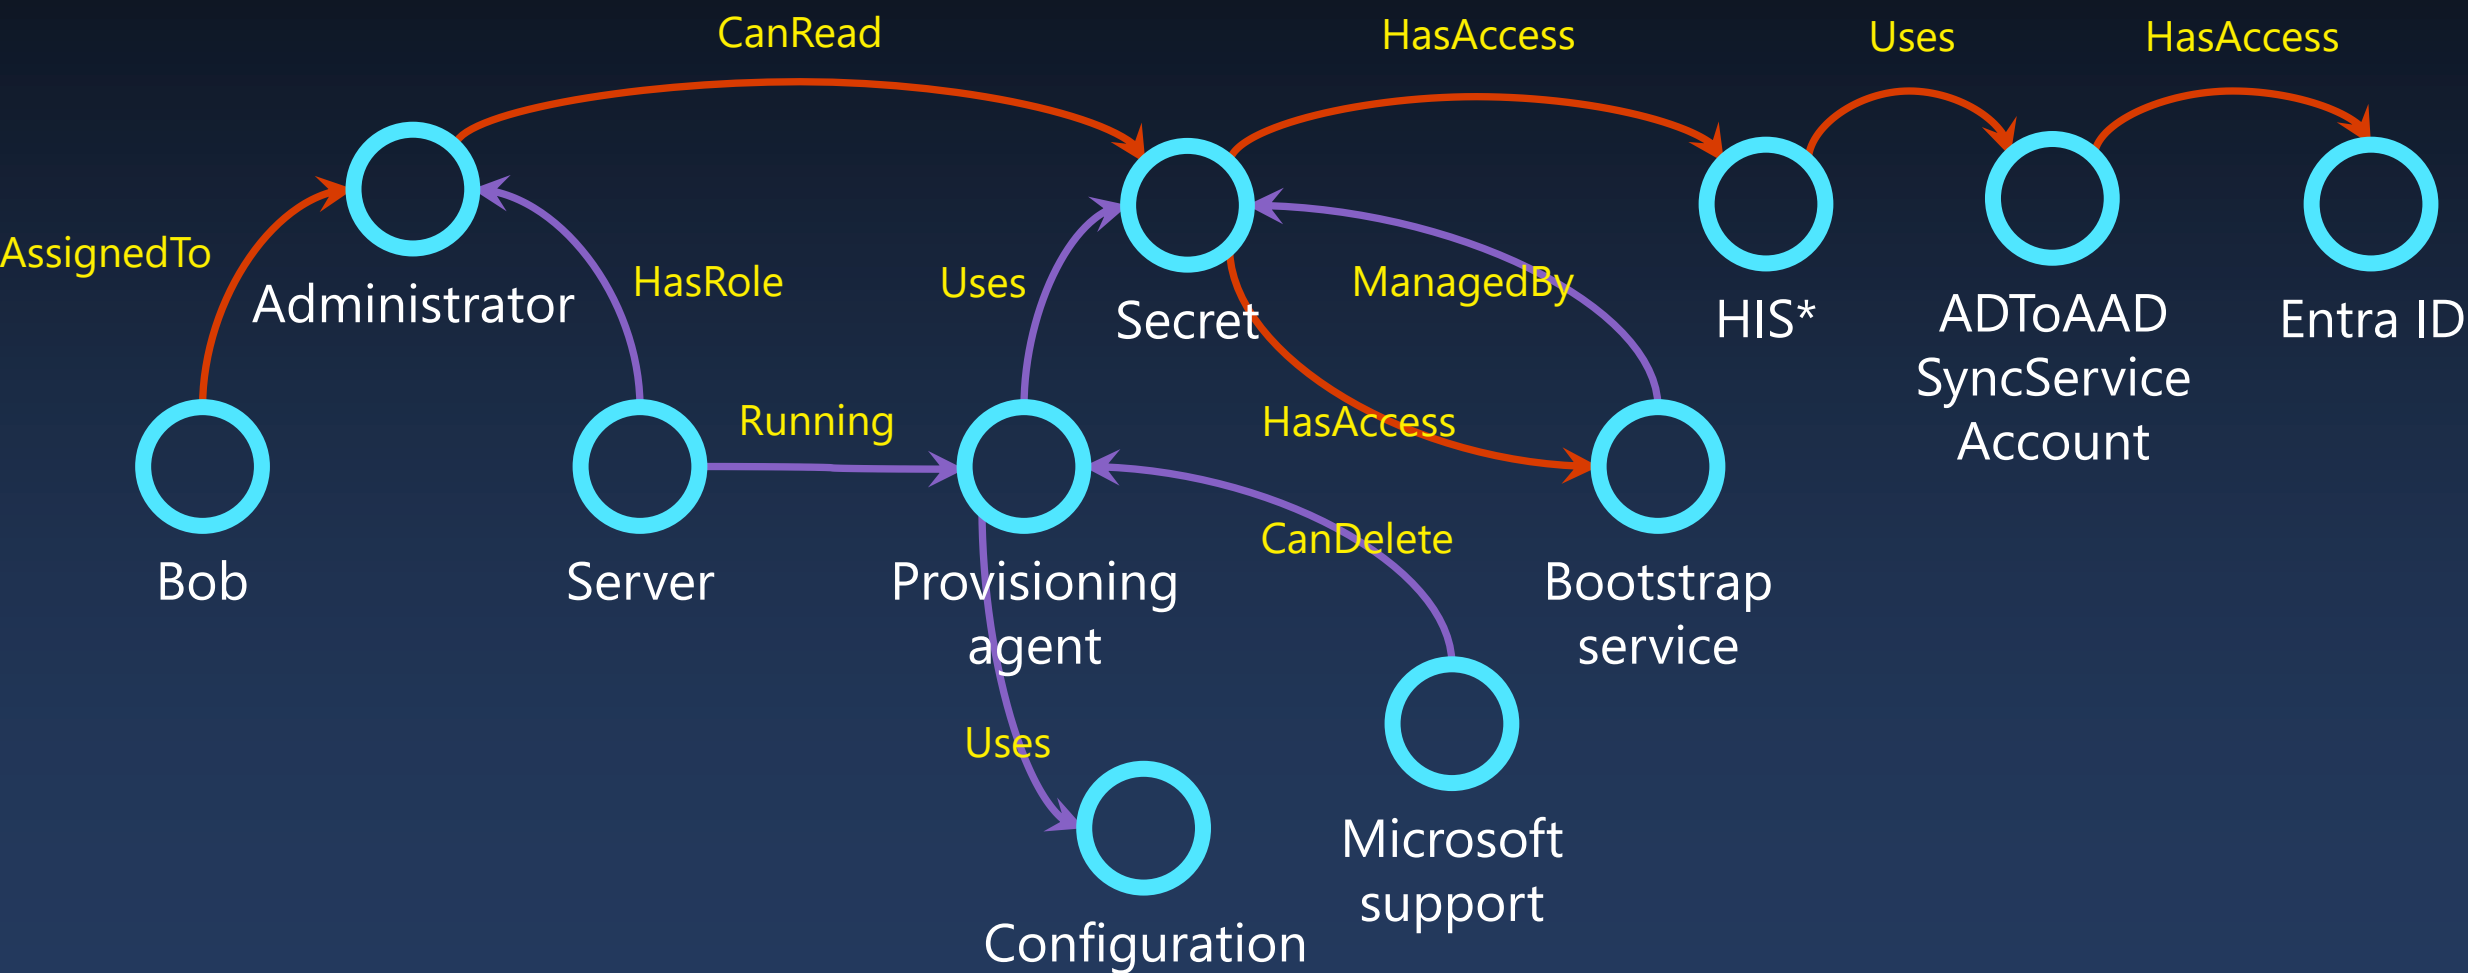 CanRead
HasAccess
Uses
HasAccess
AssignedTo
Administrator
HasRole
Uses
Secret
ManagedBy
HIS*
ADToAAD
SyncService
Account
Entra ID
Running
HasAccess
Bob
Server
Provisioning
agent
CanDelete
Bootstrap
service
Uses
Microsoft
support
Configuration